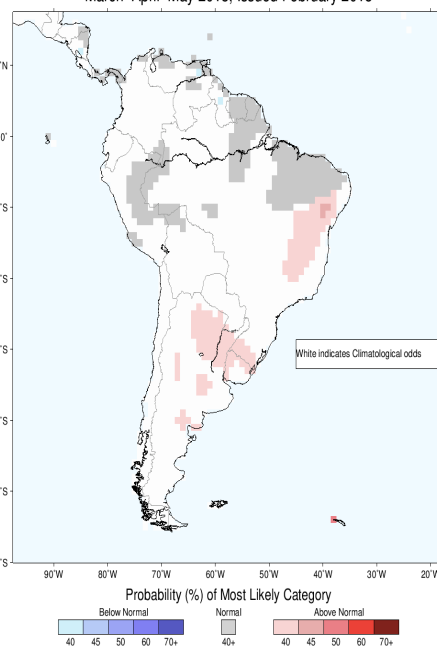 N
0°
S
S
S
S
S
S
White indicates Climatological odds
90°W 80°W 70°W 60°W 50°W 40°W 30°W 20°W
Probability (%) of Most Likely Category
Below Normal Normal Above Normal
40 45 50 60 70+ 40+ 40 45 50 60 70+